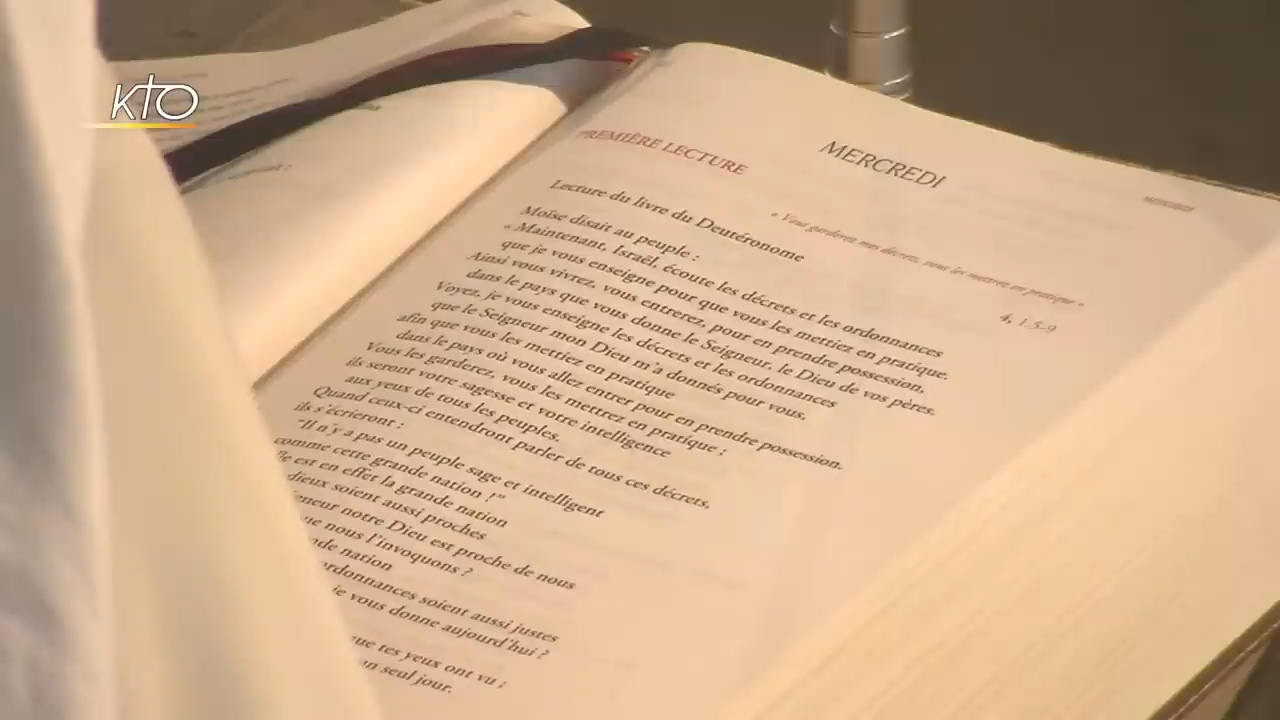 KTO
MERCREDI
MERCREDI
PREMIÈRE LECTURE
« Vous garderez mes décrets, vous les mettrez en pratique »
Lecture du livre du Deutéronome
4, 1.5-9
Moïse disait au peuple :
« Maintenant, Israël, écoute les décrets et les ordonnances
que je vous enseigne pour que vous les mettiez en pratique.
Ainsi vous vivrez, vous entrerez, pour en prendre possession,
dans le pays que vous donne le Seigneur, le Dieu de vos pères.
Voyez, je vous enseigne les décrets et les ordonnances
que le Seigneur mon Dieu m'a donnés pour vous,
afin que vous les mettiez en pratique
dans le pays où vous allez entrer pour en prendre possession.
Vous les garderez, vous les mettrez en pratique ;
ils seront votre sagesse et votre intelligence
aux yeux de tous les peuples.
Quand ceux-ci entendront parler de tous ces décrets,
ils s'écrieront :
"Il n'y a pas un peuple sage et intelligent
comme cette grande nation !"
le est en effet la grande nation
dieux soient aussi proches
gneur notre Dieu est proche de nous
ue nous l'invoquons ?
nde nation
ordonnances soient aussi justes
je vous donne aujourd'hui ?
ue tes yeux ont vu ;
n seul jour.